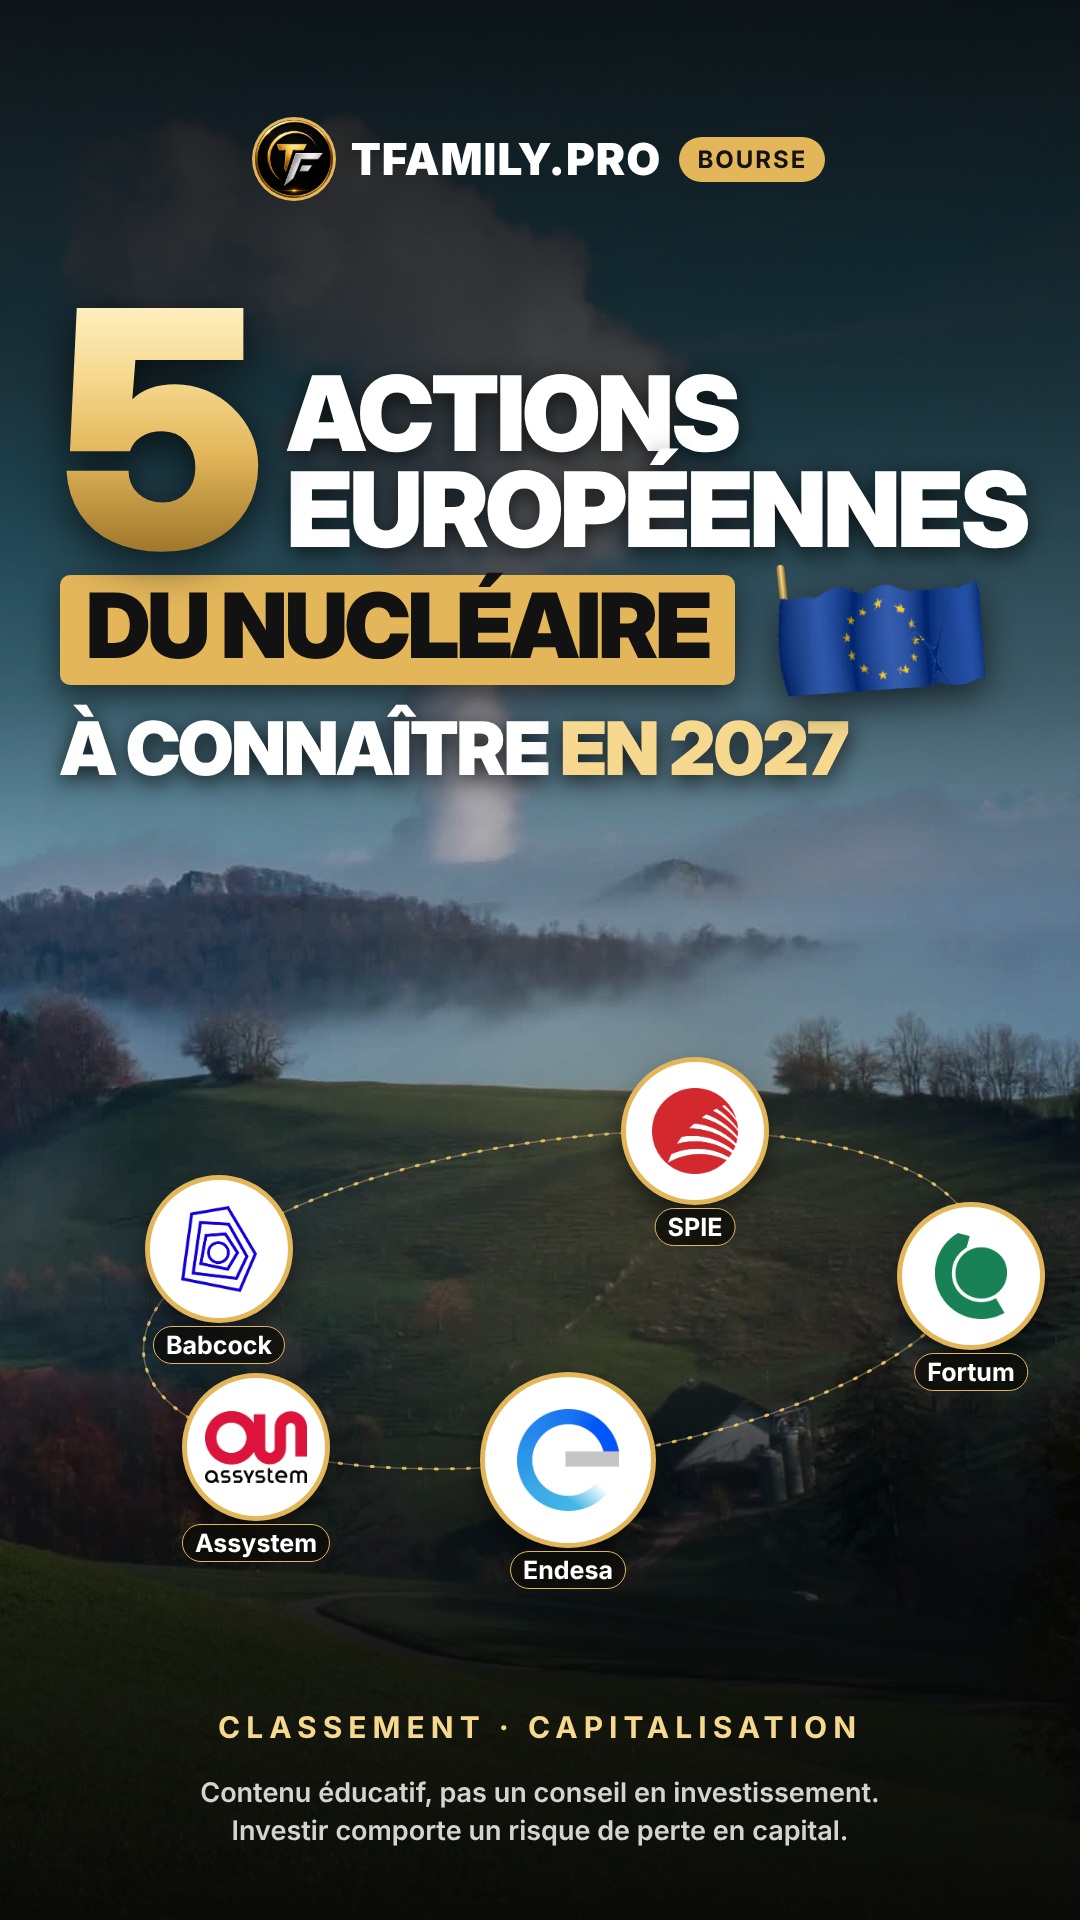 TF
TFAMILY.PRO BOURSE
5 ACTIONS
EUROPÉENNES
DU NUCLÉAIRE
À CONNAÎTRE EN 2027
SPIE
Babcock
Fortum
assystem
Assystem
Endesa
CLASSEMENT · CAPITALISATION
Contenu éducatif, pas un conseil en investissement.
Investir comporte un risque de perte en capital.